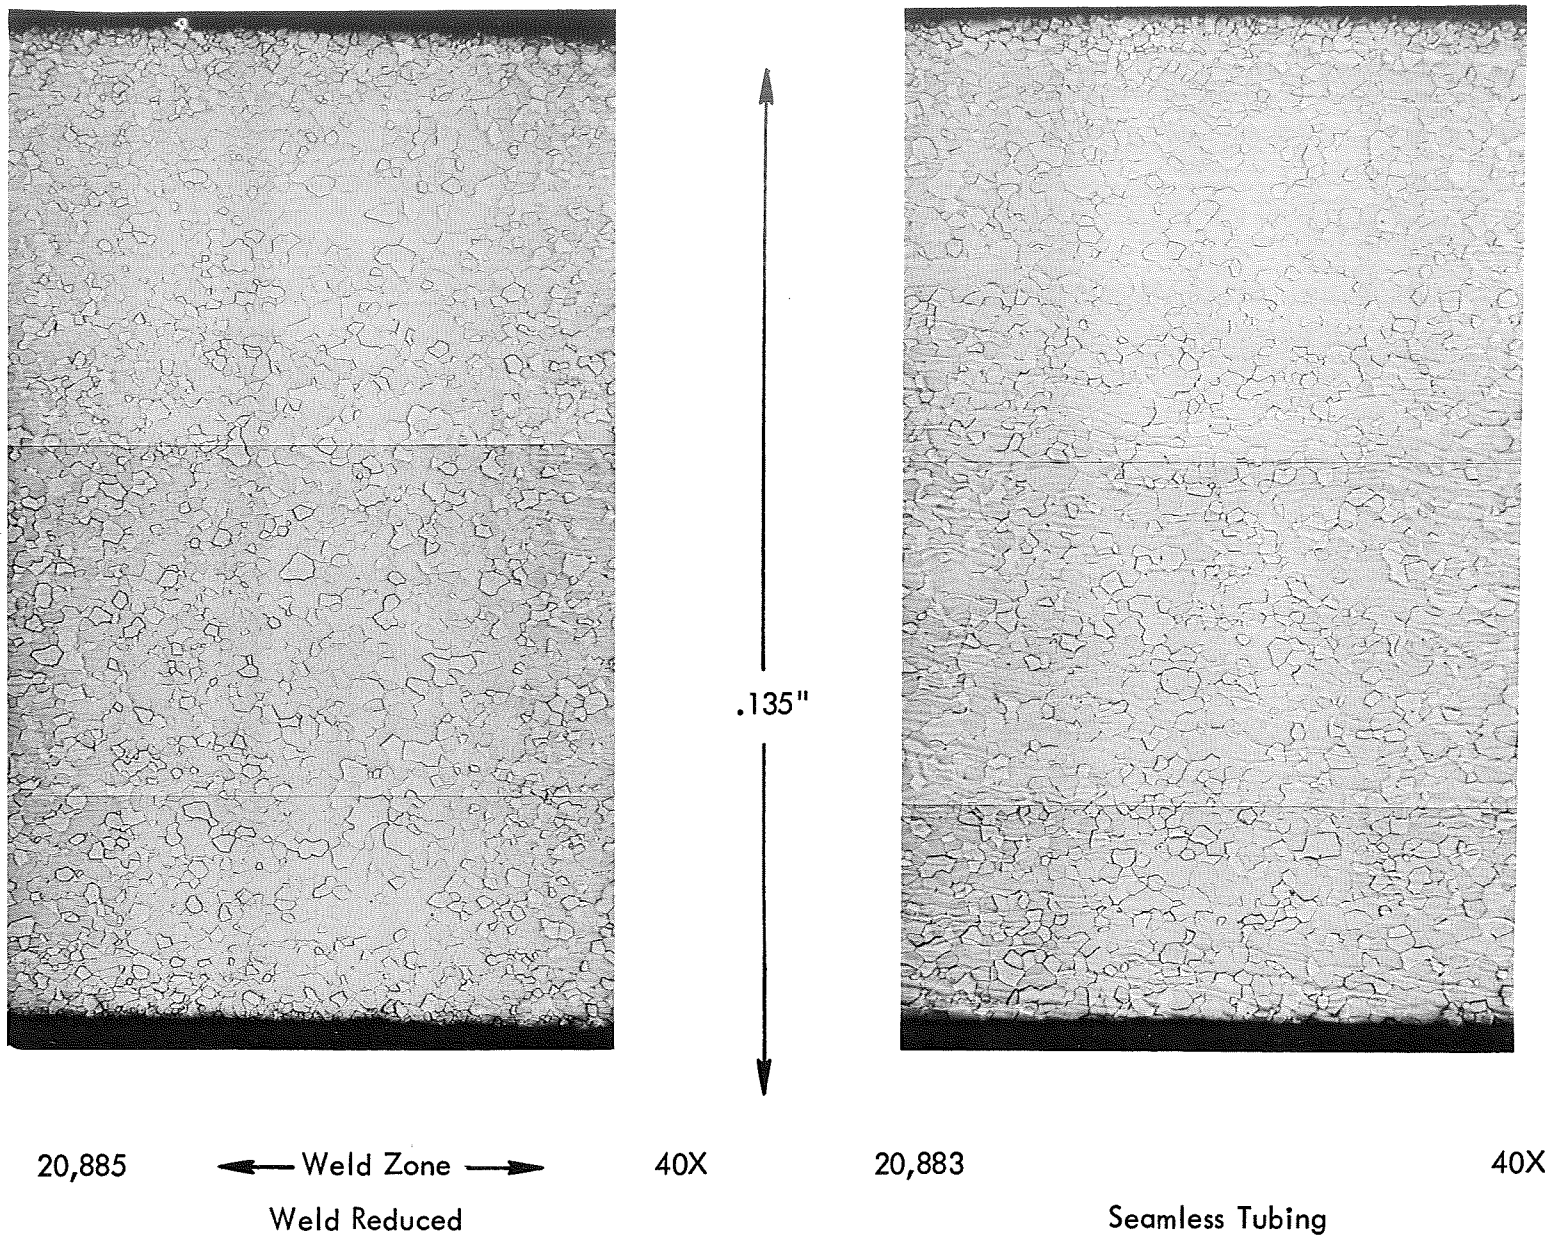 .135"
20,885 Weld Zone 40X
Weld Reduced
20,883 40X
Seamless Tubing